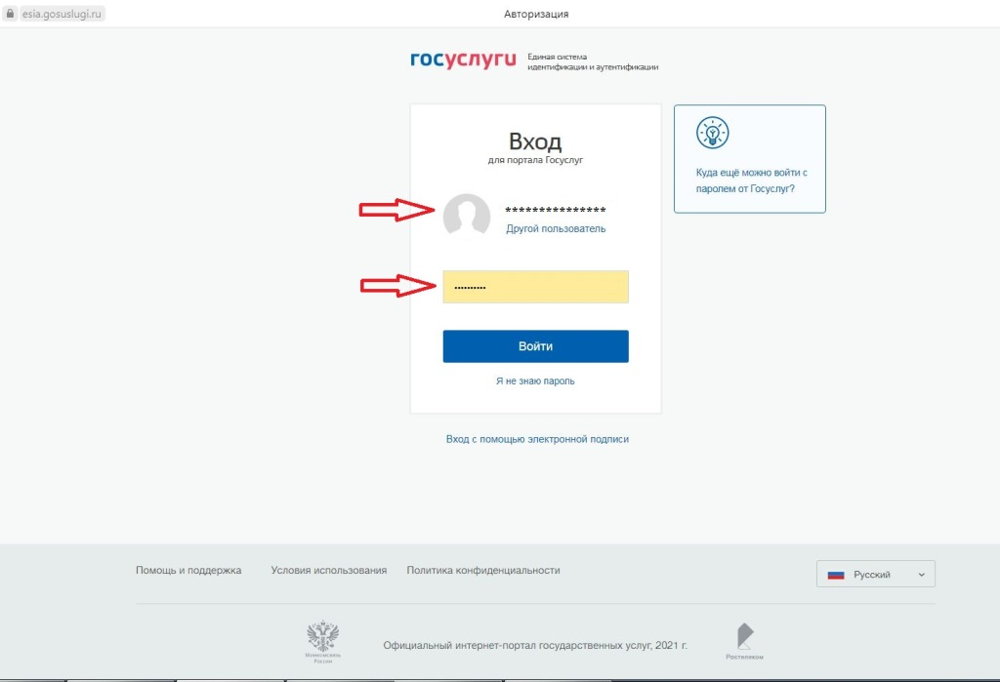 esia.gosuslugi.ru
Авторизация
госуслуги
Единая система
идентификации и аутентификации
Вход
для портала Госуслуг
***************
Другой пользователь
••••••••••
Войти
Я не знаю пароль
Вход с помощью электронной подписи
Куда ещё можно войти с
паролем от Госуслуг?
Помощь и поддержка
Условия использования
Политика конфиденциальности
Русский
Минкомсвязь
России
Официальный интернет-портал государственных услуг, 2021 г.
Ростелеком